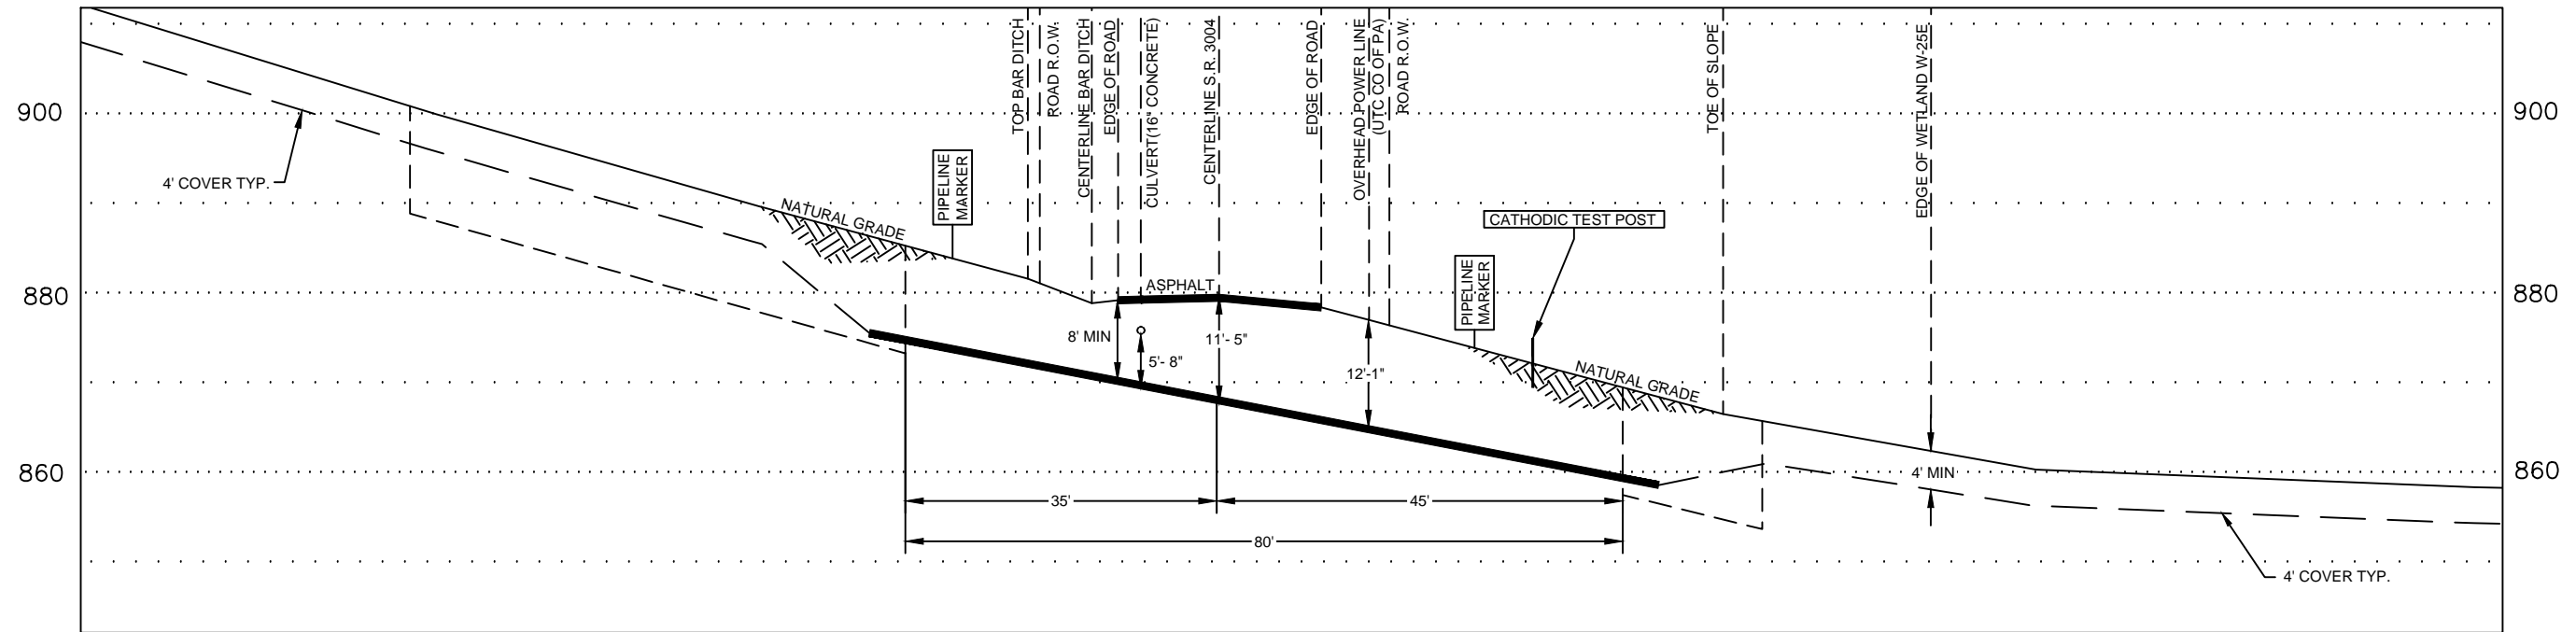 TOP BAR DITCH
ROAD R.O.W.
CENTERLINE BAR DITCH
EDGE OF ROAD
CULVERT(16" CONCRETE)
CENTERLINE S.R. 3004
EDGE OF ROAD
OVERHEAD POWER LINE
(UTC CO OF PA)
ROAD R.O.W.
TOE OF SLOPE
EDGE OF WETLAND W-25E
900
900
4' COVER TYP.
PIPELINE
MARKER
NATURAL GRADE
CATHODIC TEST POST
880
ASPHALT
PIPELINE
MARKER
880
8' MIN
5'- 8"
11'- 5"
12'-1"
NATURAL GRADE
860
4' MIN
860
35'
45'
80'
4' COVER TYP.